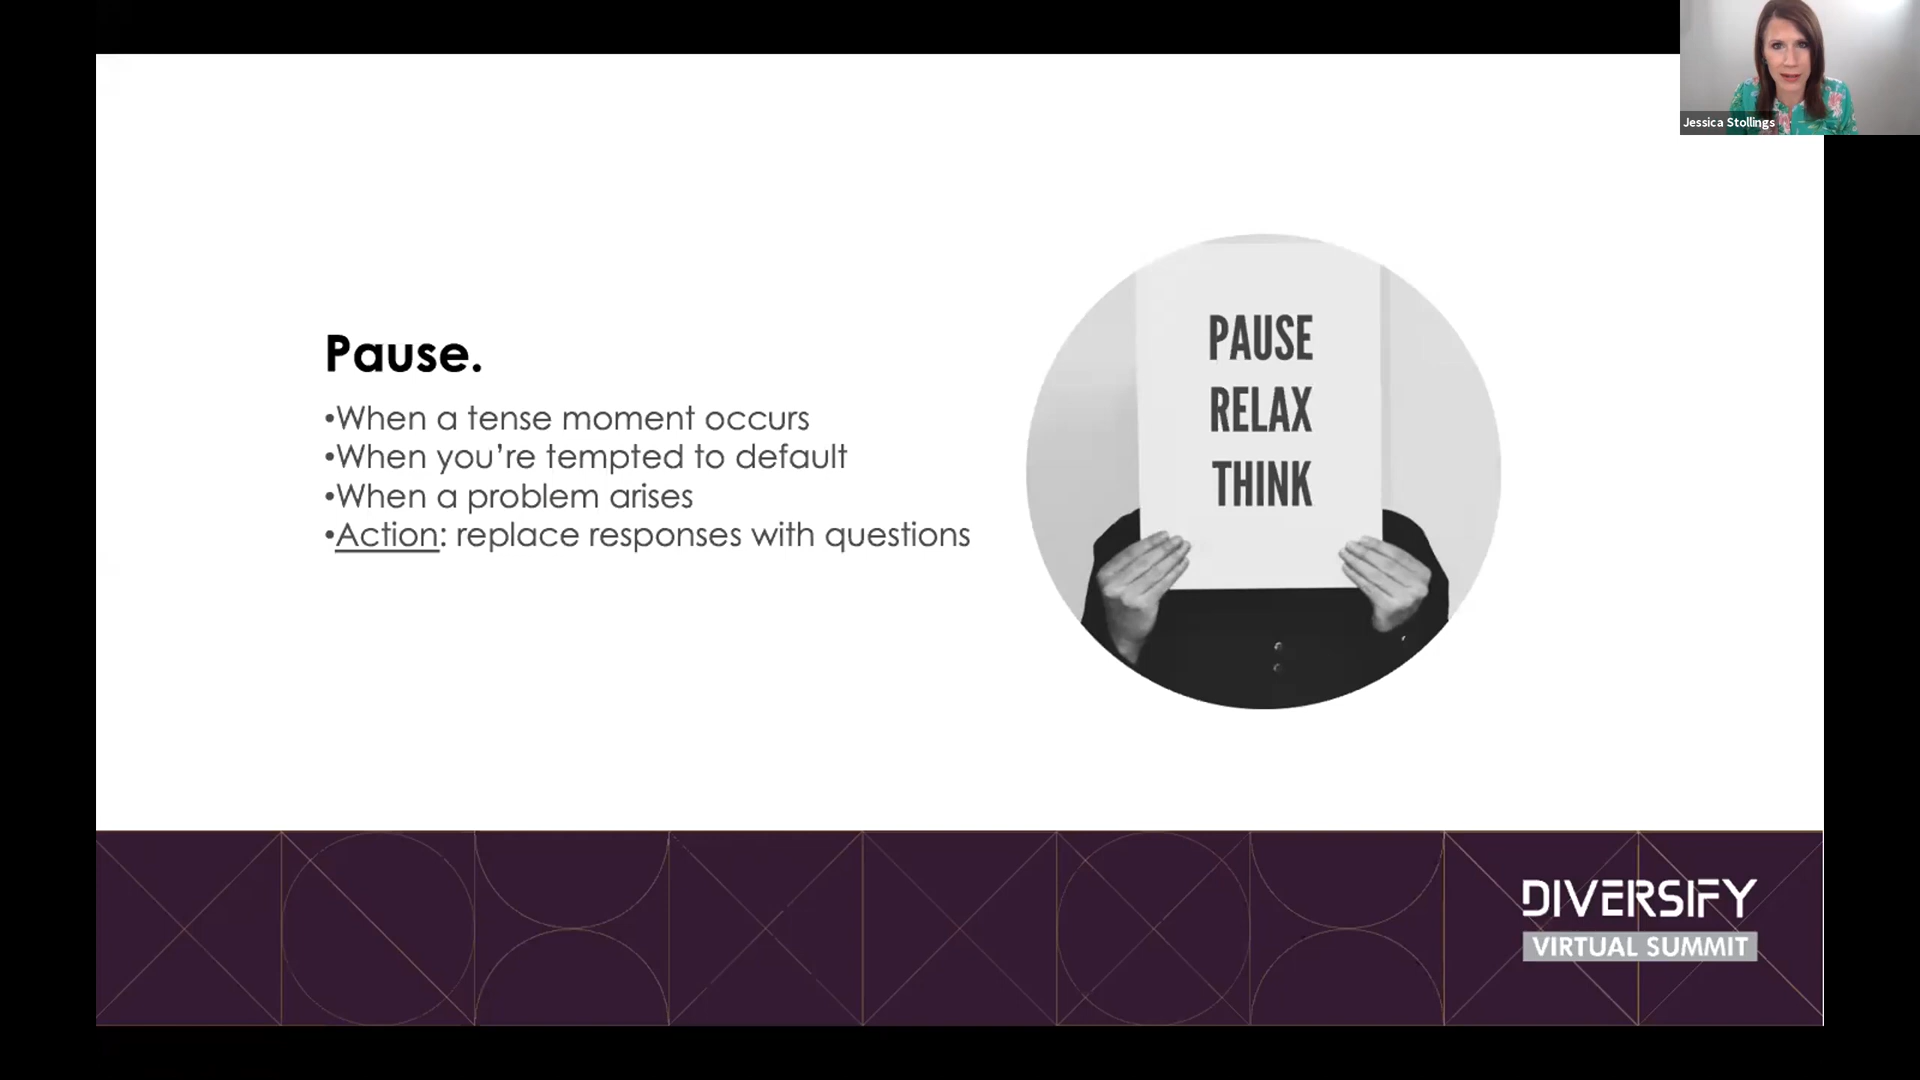 Jessica Stollings
Pause.
•When a tense moment occurs
•When you’re tempted to default
•When a problem arises
•Action: replace responses with questions
PAUSE
RELAX
THINK
DIVERSIFY
VIRTUAL SUMMIT